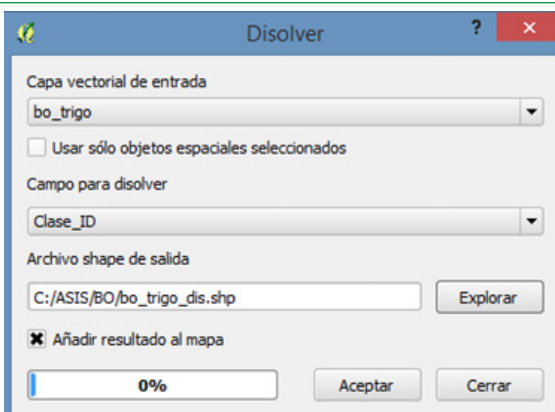 Disolver
?
×
Capa vectorial de entrada
bo_trigo
Usar sólo objetos espaciales seleccionados
Campo para disolver
Clase_ID
Archivo shape de salida
C:/ASIS/BO/bo_trigo_dis.shp
Explorar
Añadir resultado al mapa
0%
Aceptar
Cerrar